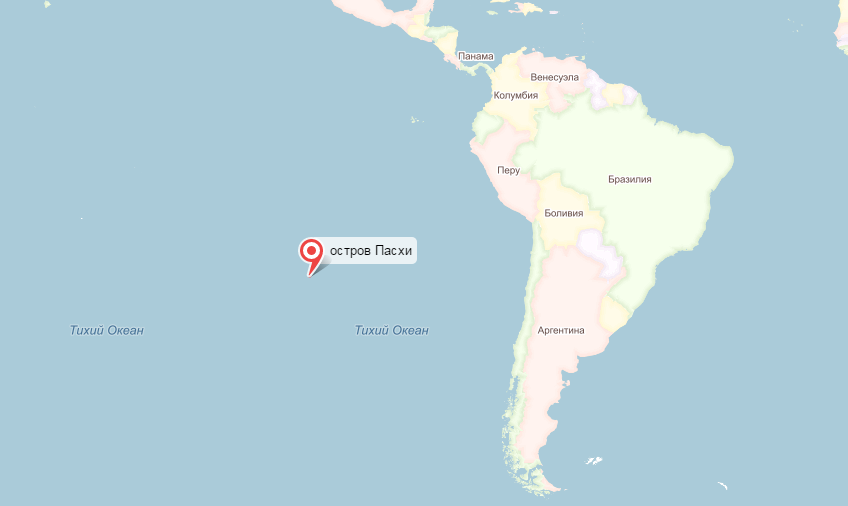 Панама
Венесуэла
Колумбия
Перу
Бразилия
Боливия
остров Пасхи
Тихий Океан
Тихий Океан
Аргентина